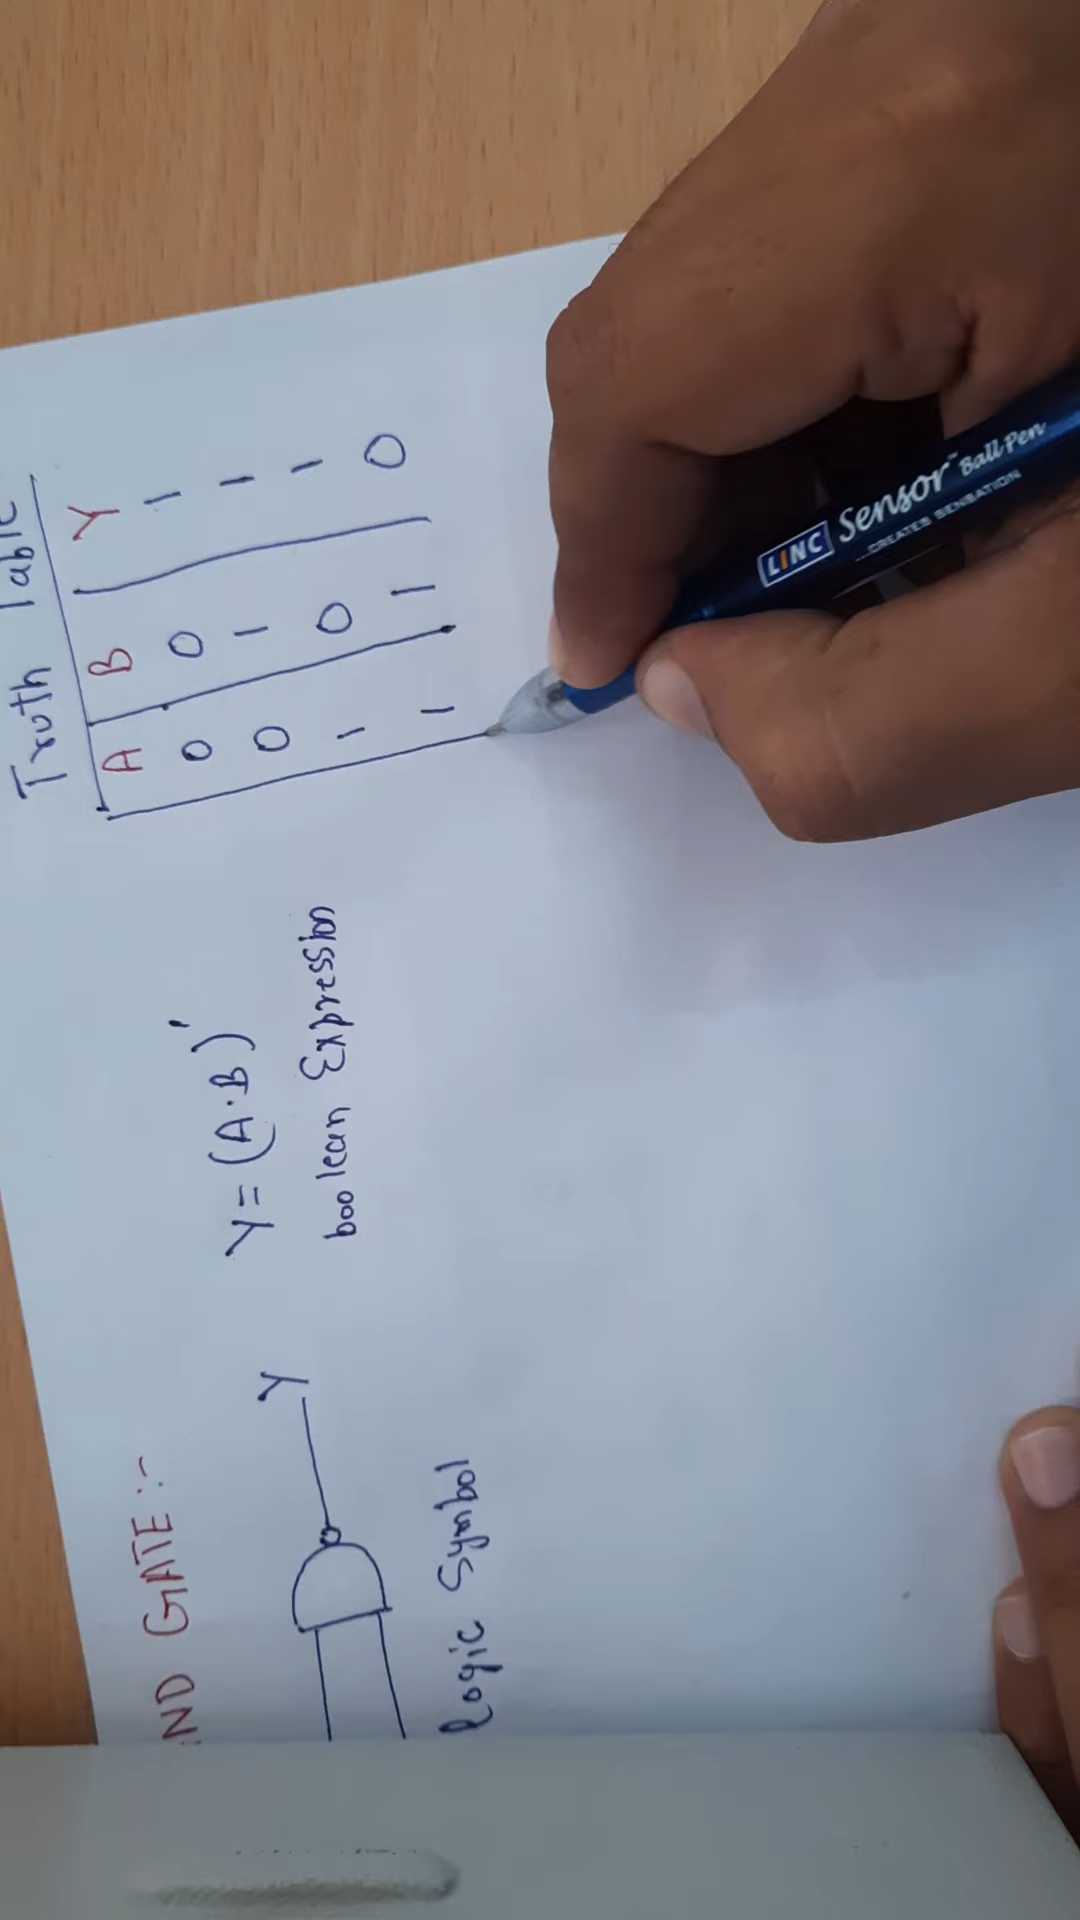 ND GATE :-
Y
Logic Symbol
Y = (A·B)'
boolean Expression
Truth Table
A B Y
0 0 1
0 1 1
1 0 1
1 1 0
LINC Sensor™ Ball Pen
...CREATES SENSATION